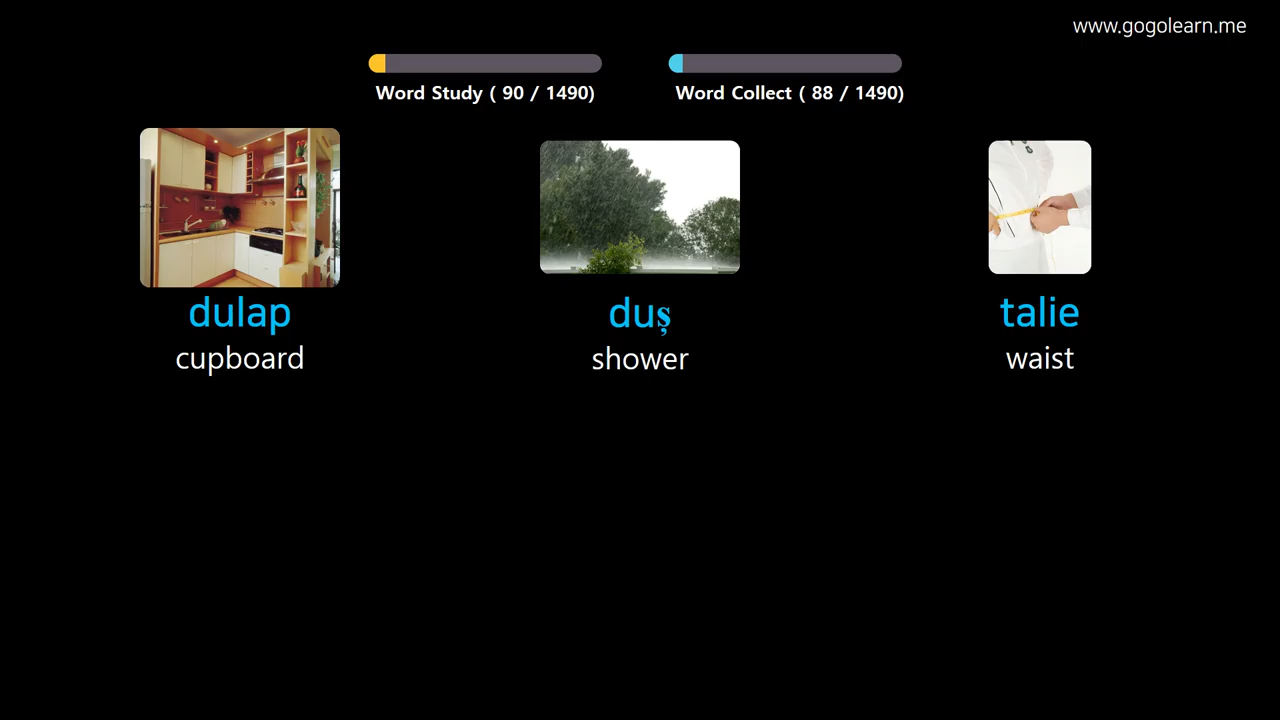 www.gogolearn.me
Word Study ( 90 / 1490)
Word Collect ( 88 / 1490)
dulap
cupboard
duș
shower
talie
waist